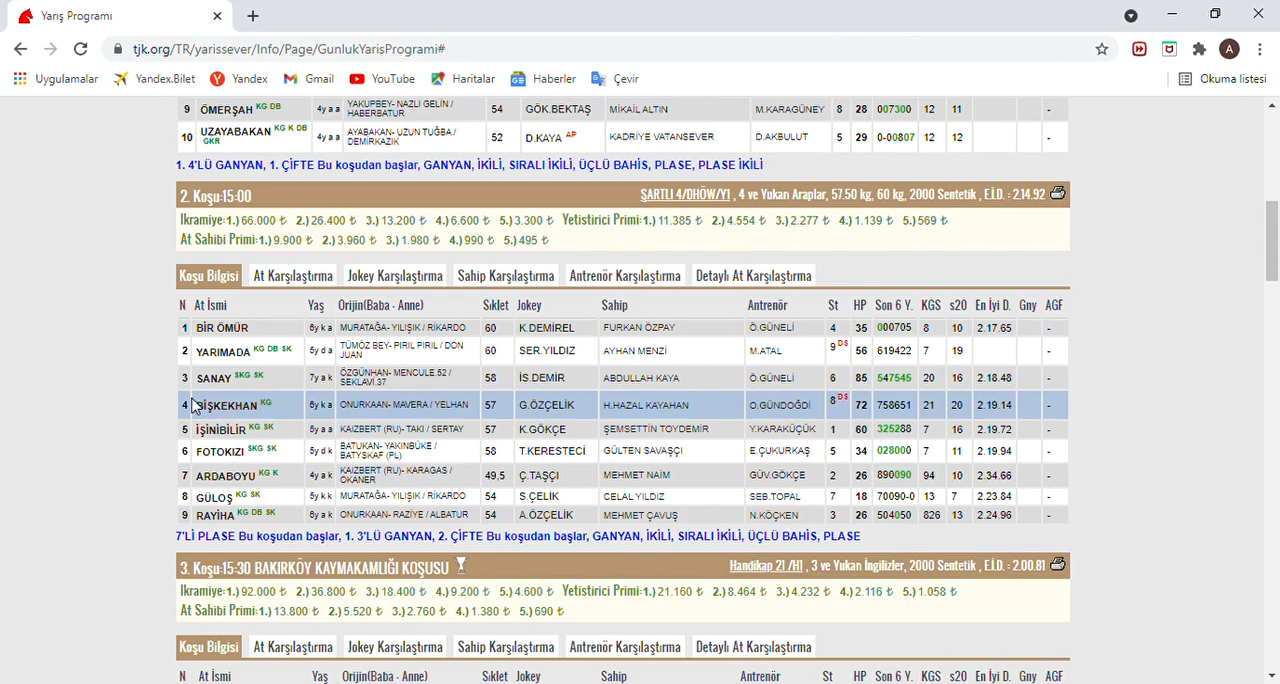 Yarış Programı
tjk.org/TR/yarissever/Info/Page/GunlukYarisProgrami#
A
Uygulamalar Yandex.Bilet Yandex Gmail YouTube Haritalar Haberler Çevir Okuma listesi
9 ÖMERŞAH KG DB 4y a a YAKUPBEY- NAZLI GELİN / HABERBATUR 54 GÖK.BEKTAŞ MİKAİL ALTIN M.KARAGÜNEY 8 28 007300 12 11 -
10 UZAYABAKAN KG K DB GKR 4y a a AYABAKAN- UZUN TUĞBA / DEMİRKAZIK 52 D.KAYA AP KADRİYE VATANSEVER D.AKBULUT 5 29 0-00807 12 12 -
1. 4'LÜ GANYAN, 1. ÇİFTE Bu koşudan başlar, GANYAN, İKİLİ, SIRALI İKİLİ, ÜÇLÜ BAHİS, PLASE, PLASE İKİLİ
2. Koşu:15:00 ŞARTLI 4/DHÖW/Y1 , 4 ve Yukarı Araplar, 57.50 kg, 60 kg, 2000 Sentetik , E.İ.D. : 2.14.92
İkramiye:1.) 66.000 ₺ 2.) 26.400 ₺ 3.) 13.200 ₺ 4.) 6.600 ₺ 5.) 3.300 ₺ Yetistirici Primi:1.) 11.385 ₺ 2.) 4.554 ₺ 3.) 2.277 ₺ 4.) 1.139 ₺ 5.) 569 ₺
At Sahibi Primi:1.) 9.900 ₺ 2.) 3.960 ₺ 3.) 1.980 ₺ 4.) 990 ₺ 5.) 495 ₺
Koşu Bilgisi At Karşılaştırma Jokey Karşılaştırma Sahip Karşılaştırma Antrenör Karşılaştırma Detaylı At Karşılaştırma
N At İsmi Yaş Orijin(Baba - Anne) Sıklet Jokey Sahip Antrenör St HP Son 6 Y. KGS s20 En İyi D. Gny AGF
1 BİR ÖMÜR 6y k a MURATAĞA- YILIŞIK / RİKARDO 60 K.DEMİREL FURKAN ÖZPAY Ö.GÜNELİ 4 35 000705 8 10 2.17.65 -
2 YARIMADA KG DB SK 5y d a TÜMÖZ BEY- PIRIL PIRIL / DON JUAN 60 SER.YILDIZ AYHAN MENZİ M.ATAL 9 DS 56 619422 7 19 -
3 SANAY SKG SK 7y a k ÖZGÜNHAN- MENCULE.52 / SEKLAVİ.37 58 İS.DEMİR ABDULLAH KAYA Ö.GÜNELİ 6 85 547545 20 16 2.18.48 -
4 BİŞKEKHAN KG 6y k a ONURKAAN- MAVERA / YELHAN 57 G.ÖZÇELİK H.HAZAL KAYAHAN Ö.GÜNDOĞDİ 8 DS 72 758651 21 20 2.19.14 -
5 İŞİNİBİLİR KG SK 5y a a KAIZBERT (RU)- TAKI / SERTAY 57 K.GÖKÇE ŞEMSETTİN TOYDEMİR Y.KARAKÜÇÜK 1 60 325288 7 16 2.19.72 -
6 FOTOKIZI SKG SK 5y d k BATUKAN- YAKINBÜKE / BATYSKAF (PL) 58 T.KERESTECİ GÜLTEN SAVAŞÇI E.ÇUKURKAŞ 5 34 028000 7 11 2.19.94 -
7 ARDABOYU KG K 4y a k KAIZBERT (RU)- KARAGAS / OKANER 49,5 Ç.TAŞÇI MEHMET NAİM GÜV.GÖKÇE 2 26 890090 94 10 2.34.66 -
8 GÜLOŞ KG SK 5y k k MURATAĞA- YILIŞIK / RİKARDO 54 S.ÇELİK CELAL YILDIZ SEB.TOPAL 7 18 70090-0 13 7 2.23.84 -
9 RAYİHA KG DB SK 6y a k ONURKAAN- RAZİYE / ALBATUR 54 A.ÖZÇELİK MEHMET ÇAVUŞ N.KÖÇKEN 3 26 504050 826 13 2.24.96 -
7'Lİ PLASE Bu koşudan başlar, 1. 3'LÜ GANYAN, 2. ÇİFTE Bu koşudan başlar, GANYAN, İKİLİ, SIRALI İKİLİ, ÜÇLÜ BAHİS, PLASE
3. Koşu:15:30 BAKIRKÖY KAYMAKAMLIĞI KOŞUSU Handikap 21 /H1 , 3 ve Yukarı İngilizler, 2000 Sentetik , E.İ.D. : 2.00.81
İkramiye:1.) 92.000 ₺ 2.) 36.800 ₺ 3.) 18.400 ₺ 4.) 9.200 ₺ 5.) 4.600 ₺ Yetistirici Primi:1.) 21.160 ₺ 2.) 8.464 ₺ 3.) 4.232 ₺ 4.) 2.116 ₺ 5.) 1.058 ₺
At Sahibi Primi:1.) 13.800 ₺ 2.) 5.520 ₺ 3.) 2.760 ₺ 4.) 1.380 ₺ 5.) 690 ₺
Koşu Bilgisi At Karşılaştırma Jokey Karşılaştırma Sahip Karşılaştırma Antrenör Karşılaştırma Detaylı At Karşılaştırma
N At İsmi Yaş Orijin(Baba - Anne) Sıklet Jokey Sahip Antrenör St HP Son 6 Y. KGS s20 En İyi D. Gny AGF